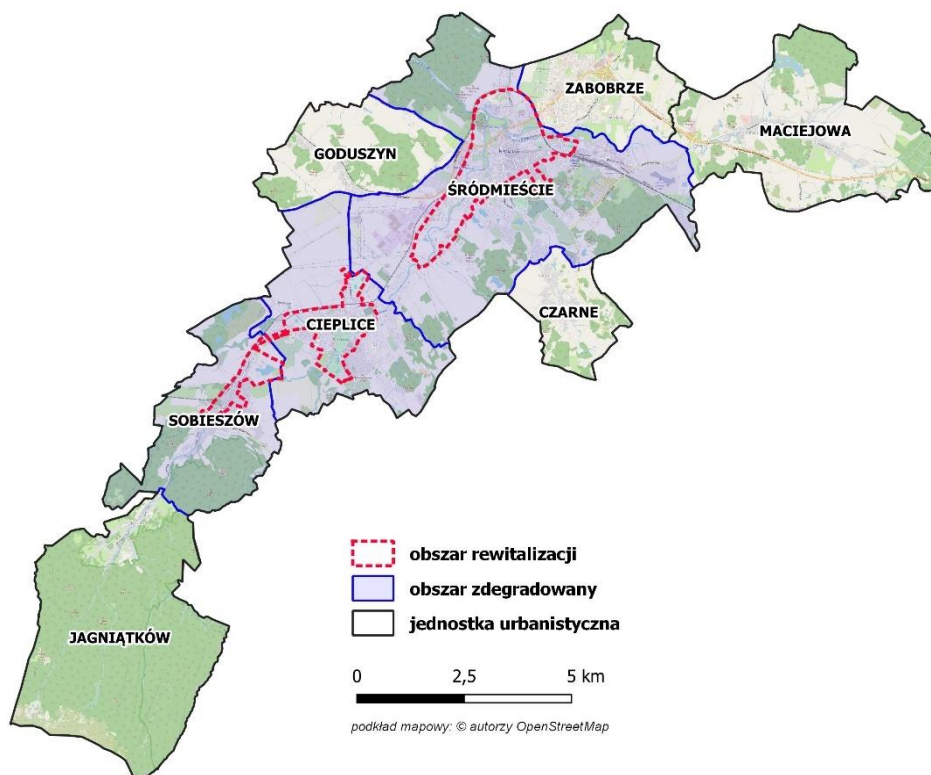 ZABOBRZE
MACIEJOWA
GODUSZYN
ŚRÓDMIEŚCIE
CZARNE
CIEPLICE
SOBIESZÓW
JAGNIĄTKÓW
obszar rewitalizacji
obszar zdegradowany
jednostka urbanistyczna
0 2,5 5 km
podkład mapowy: © autorzy OpenStreetMap